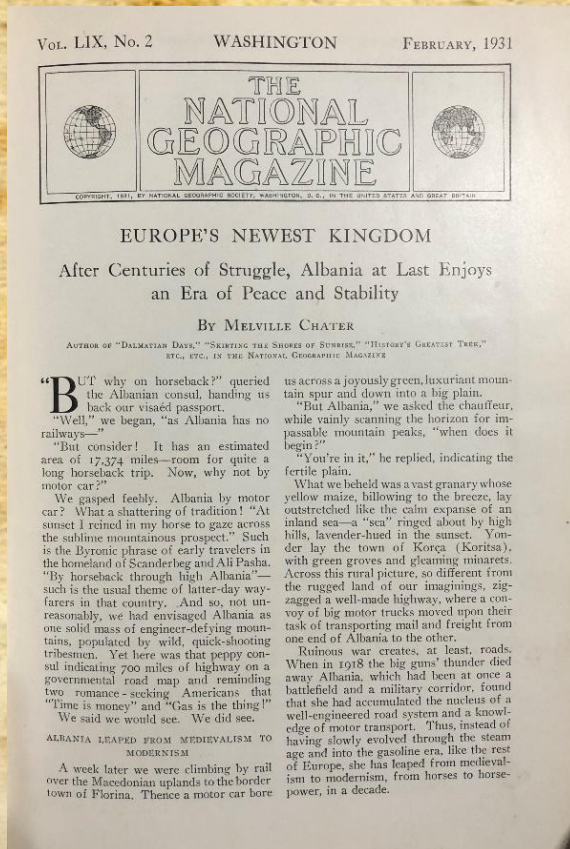 VOL. LIX, No. 2 WASHINGTON FEBRUARY, 1931
THE
NATIONAL
GEOGRAPHIC
MAGAZINE
COPYRIGHT, 1931, BY NATIONAL GEOGRAPHIC SOCIETY, WASHINGTON, D. C., IN THE UNITED STATES AND GREAT BRITAIN
EUROPE'S NEWEST KINGDOM
After Centuries of Struggle, Albania at Last Enjoys
an Era of Peace and Stability
BY MELVILLE CHATER
AUTHOR OF "DALMATIAN DAYS," "SKIRTING THE SHORES OF SUNRISE," "HISTORY'S GREATEST TREK,"
ETC., ETC., IN THE NATIONAL GEOGRAPHIC MAGAZINE
"BUT why on horseback?" queried
the Albanian consul, handing us
back our visaéd passport.
"Well," we began, "as Albania has no
railways—"
"But consider! It has an estimated
area of 17,374 miles—room for quite a
long horseback trip. Now, why not by
motor car?"
We gasped feebly. Albania by motor
car? What a shattering of tradition! "At
sunset I reined in my horse to gaze across
the sublime mountainous prospect." Such
is the Byronic phrase of early travelers in
the homeland of Scanderbeg and Ali Pasha.
"By horseback through high Albania"—
such is the usual theme of latter-day way-
farers in that country. And so, not un-
reasonably, we had envisaged Albania as
one solid mass of engineer-defying moun-
tains, populated by wild, quick-shooting
tribesmen. Yet here was that peppy con-
sul indicating 700 miles of highway on a
governmental road map and reminding
two romance-seeking Americans that
"Time is money" and "Gas is the thing!"
We said we would see. We did see.
ALBANIA LEAPED FROM MEDIEVALISM TO
MODERNISM
A week later we were climbing by rail
over the Macedonian uplands to the border
town of Florina. Thence a motor car bore
us across a joyously green, luxuriant moun-
tain spur and down into a big plain.
"But Albania," we asked the chauffeur,
while vainly scanning the horizon for im-
passable mountain peaks, "when does it
begin?"
"You're in it," he replied, indicating the
fertile plain.
What we beheld was a vast granary whose
yellow maize, billowing to the breeze, lay
outstretched like the calm expanse of an
inland sea—a "sea" ringed about by high
hills, lavender-hued in the sunset. Yon-
der lay the town of Korça (Koritsa),
with green groves and gleaming minarets.
Across this rural picture, so different from
the rugged land of our imaginings, zig-
zagged a well-made highway, where a con-
voy of big motor trucks moved upon their
task of transporting mail and freight from
one end of Albania to the other.
Ruinous war creates, at least, roads.
When in 1918 the big guns' thunder died
away Albania, which had been at once a
battlefield and a military corridor, found
that she had accumulated the nucleus of a
well-engineered road system and a knowl-
edge of motor transport. Thus, instead of
having slowly evolved through the steam
age and into the gasoline era, like the rest
of Europe, she has leaped from medieval-
ism to modernism, from horses to horse-
power, in a decade.